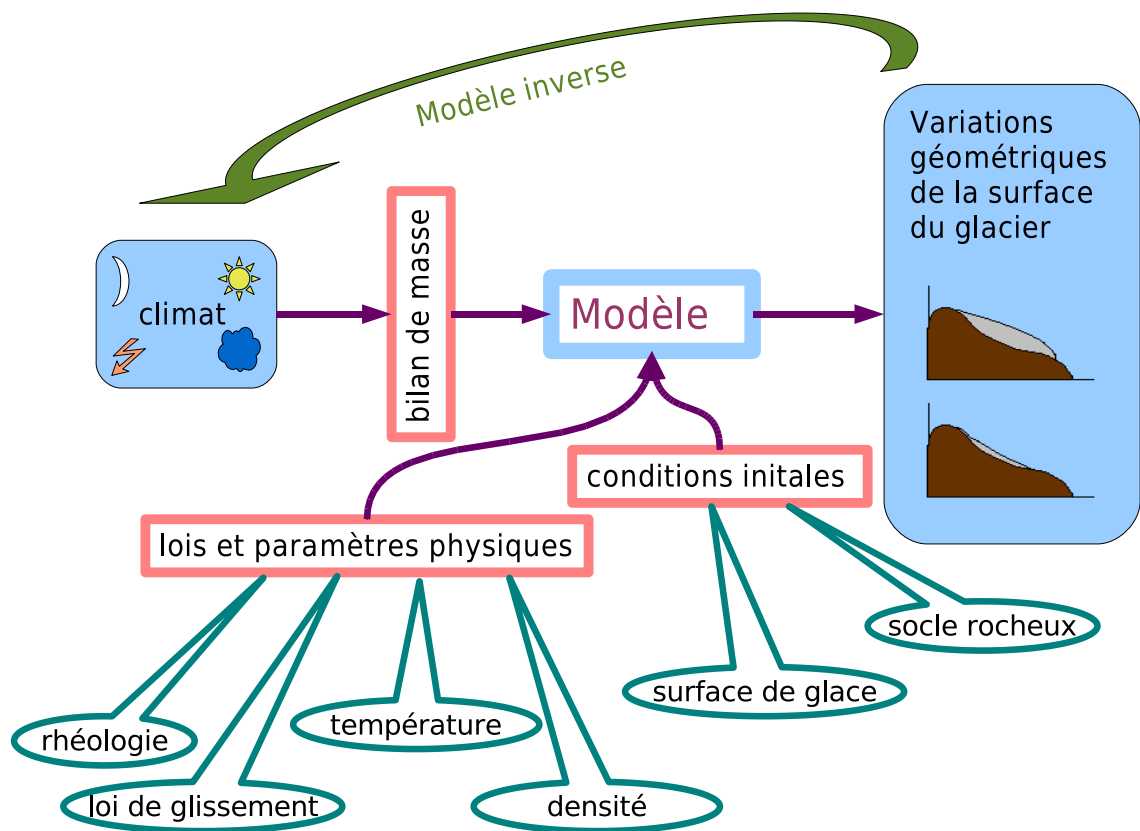 Modèle inverse
Variations
géométriques
de la surface
du glacier
climat
bilan de masse
Modèle
conditions initales
lois et paramètres physiques
socle rocheux
surface de glace
température
rhéologie
loi de glissement
densité